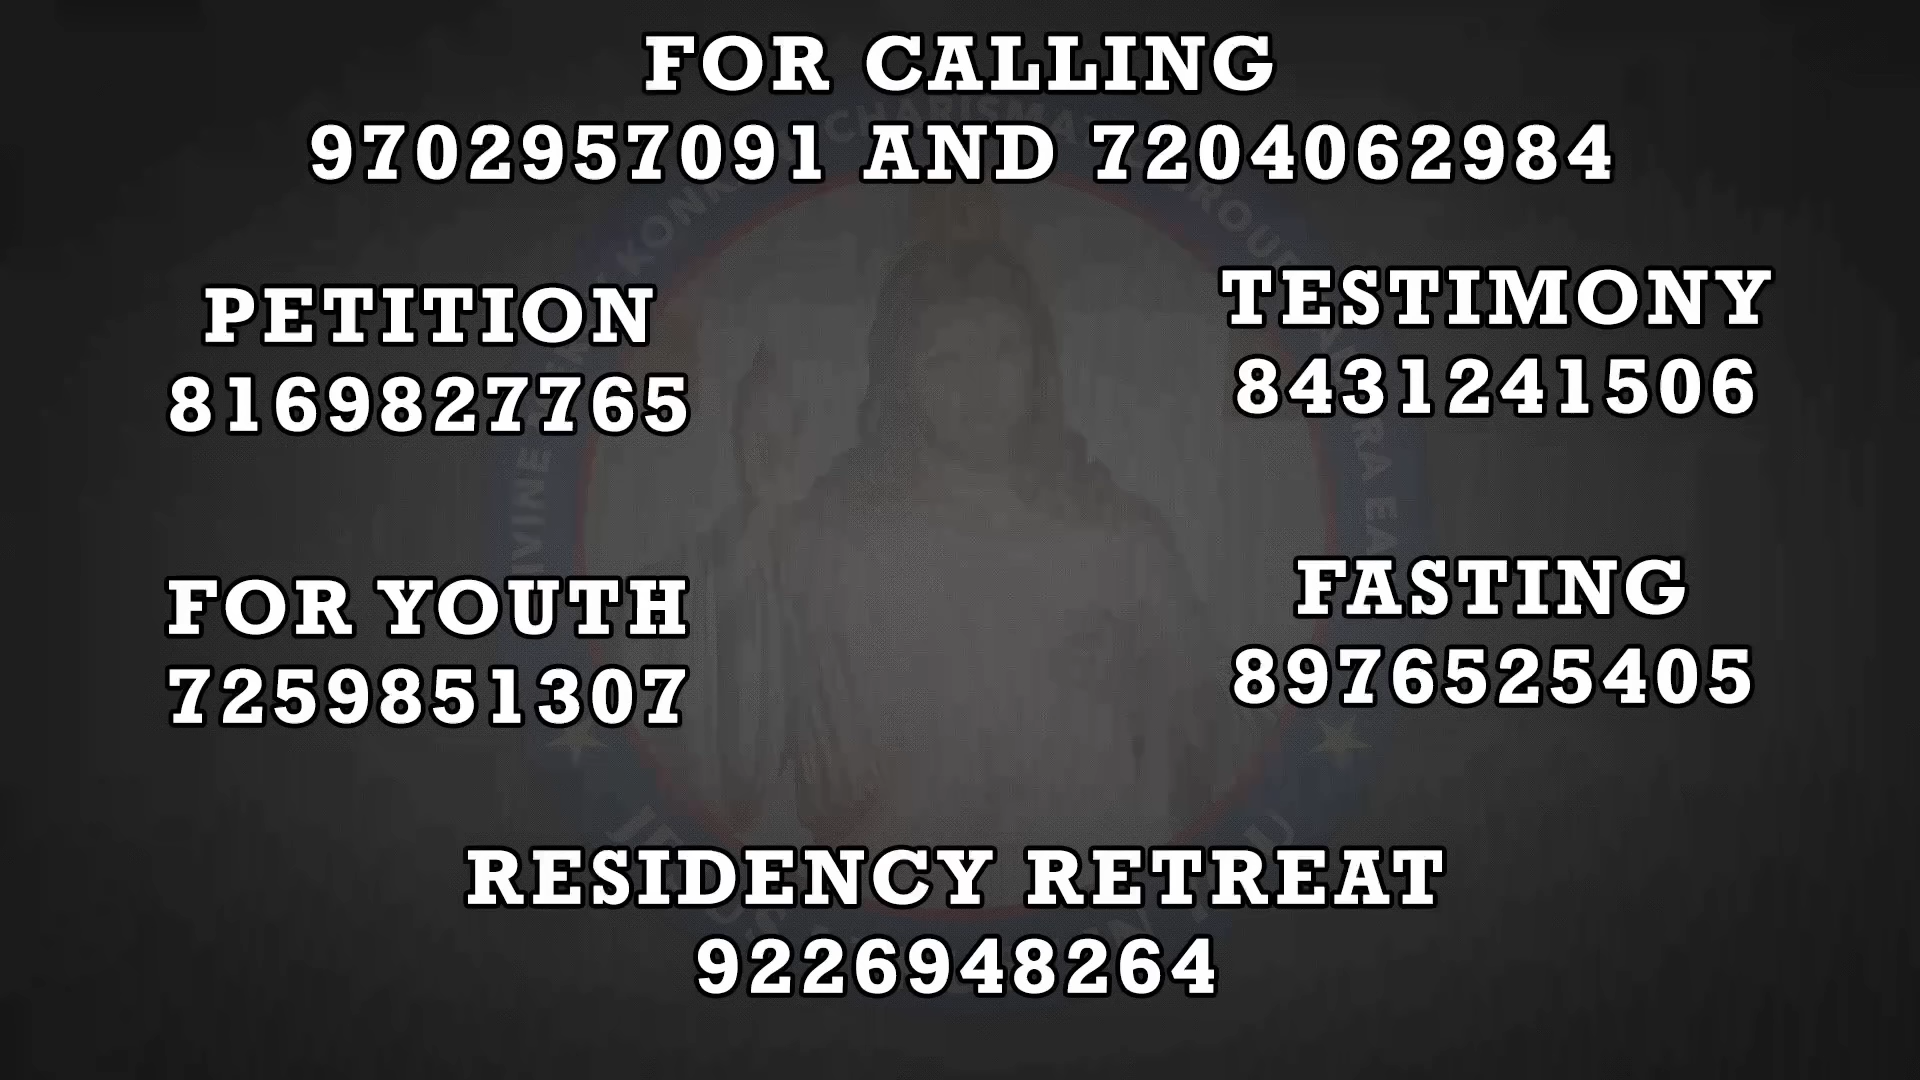 FOR CALLING
9702957091 AND 7204062984
PETITION
8169827765
TESTIMONY
8431241506
FOR YOUTH
7259851307
FASTING
8976525405
RESIDENCY RETREAT
9226948264